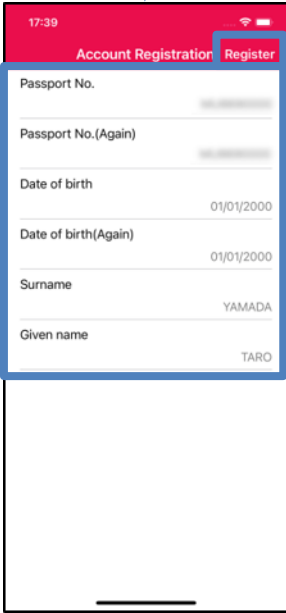 17:39
Account Registration Register
Passport No.
Passport No.(Again)
Date of birth
01/01/2000
Date of birth(Again)
01/01/2000
Surname
YAMADA
Given name
TARO